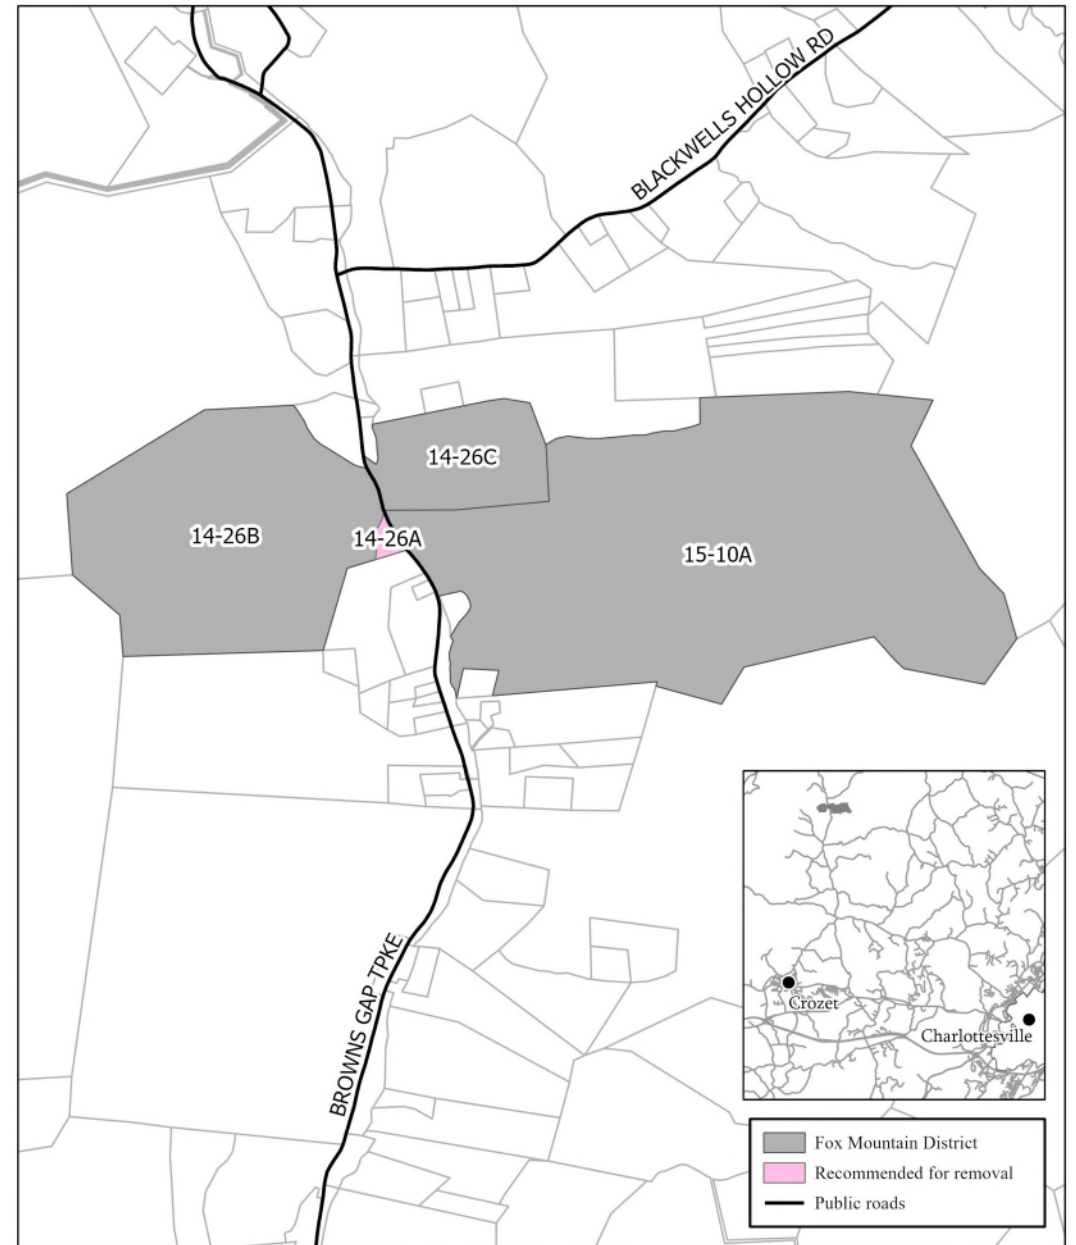 BLACKWELLS HOLLOW RD
14-26C
14-26B
14-26A
15-10A
BROWNS GAP TPKE
Crozet
Charlottesville
Fox Mountain District
Recommended for removal
Public roads